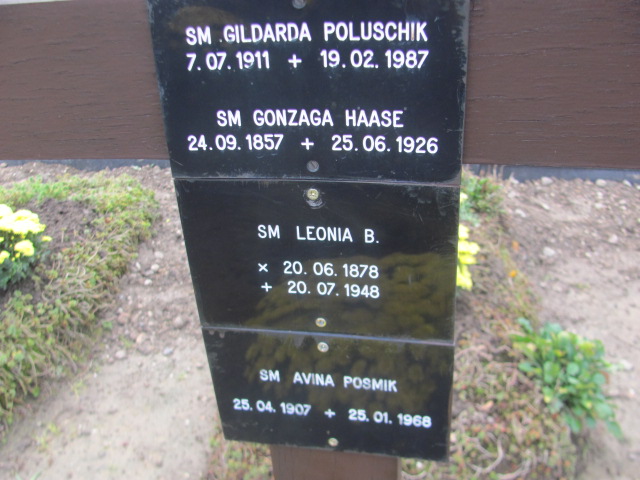 SM GILDARDA POLUSCHIK
7.07.1911 + 19.02.1987
SM GONZAGA HAASE
24.09.1857 + 25.06.1926
SM LEONIA B.
× 20.06.1878
+ 20.07.1948
SM AVINA POSMIK
25.04.1907 + 25.01.1968